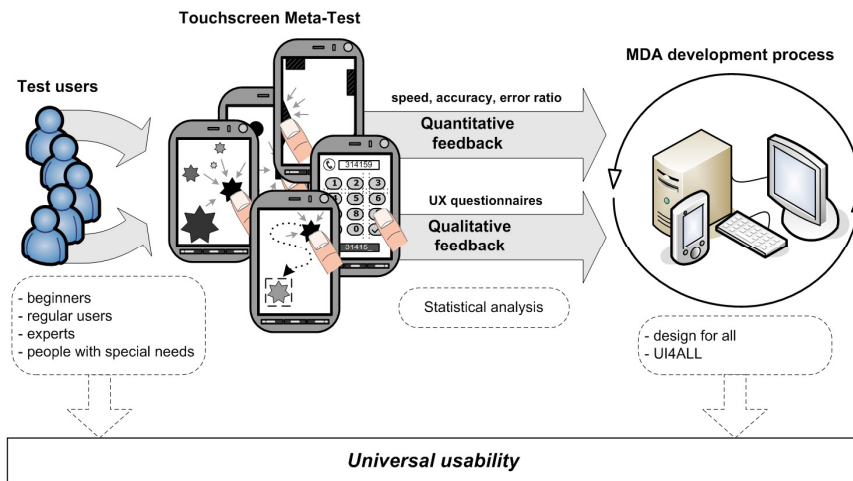 Touchscreen Meta-Test
MDA development process
Test users
speed, accuracy, error ratio
Quantitative
feedback
UX questionnaires
Qualitative
feedback
Statistical analysis
314159
1 2 3
4 5 6
8
0
31415_
- beginners
- regular users
- experts
- people with special needs
- design for all
- UI4ALL
Universal usability